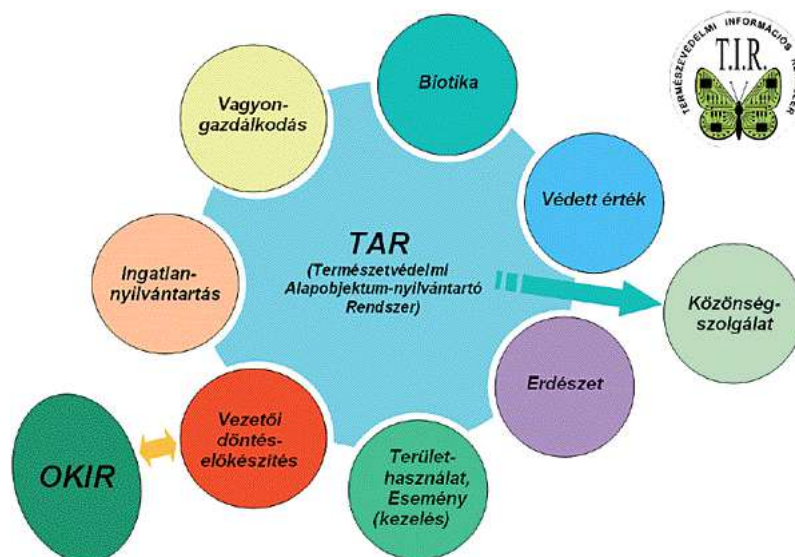 TERMÉSZETVÉDELMI INFORMÁCIÓS
T.I.R.
Biotika
Vagyon-
gazdálkodás
Védett érték
TAR
(Természetvédelmi
Alapobjektum-nyilvántartó
Rendszer)
Ingatlan-
nyilvántartás
Közönség-
szolgálat
Erdészet
Vezetői
döntés-
előkészítés
OKIR
Terület-
használat,
Esemény
(kezelés)